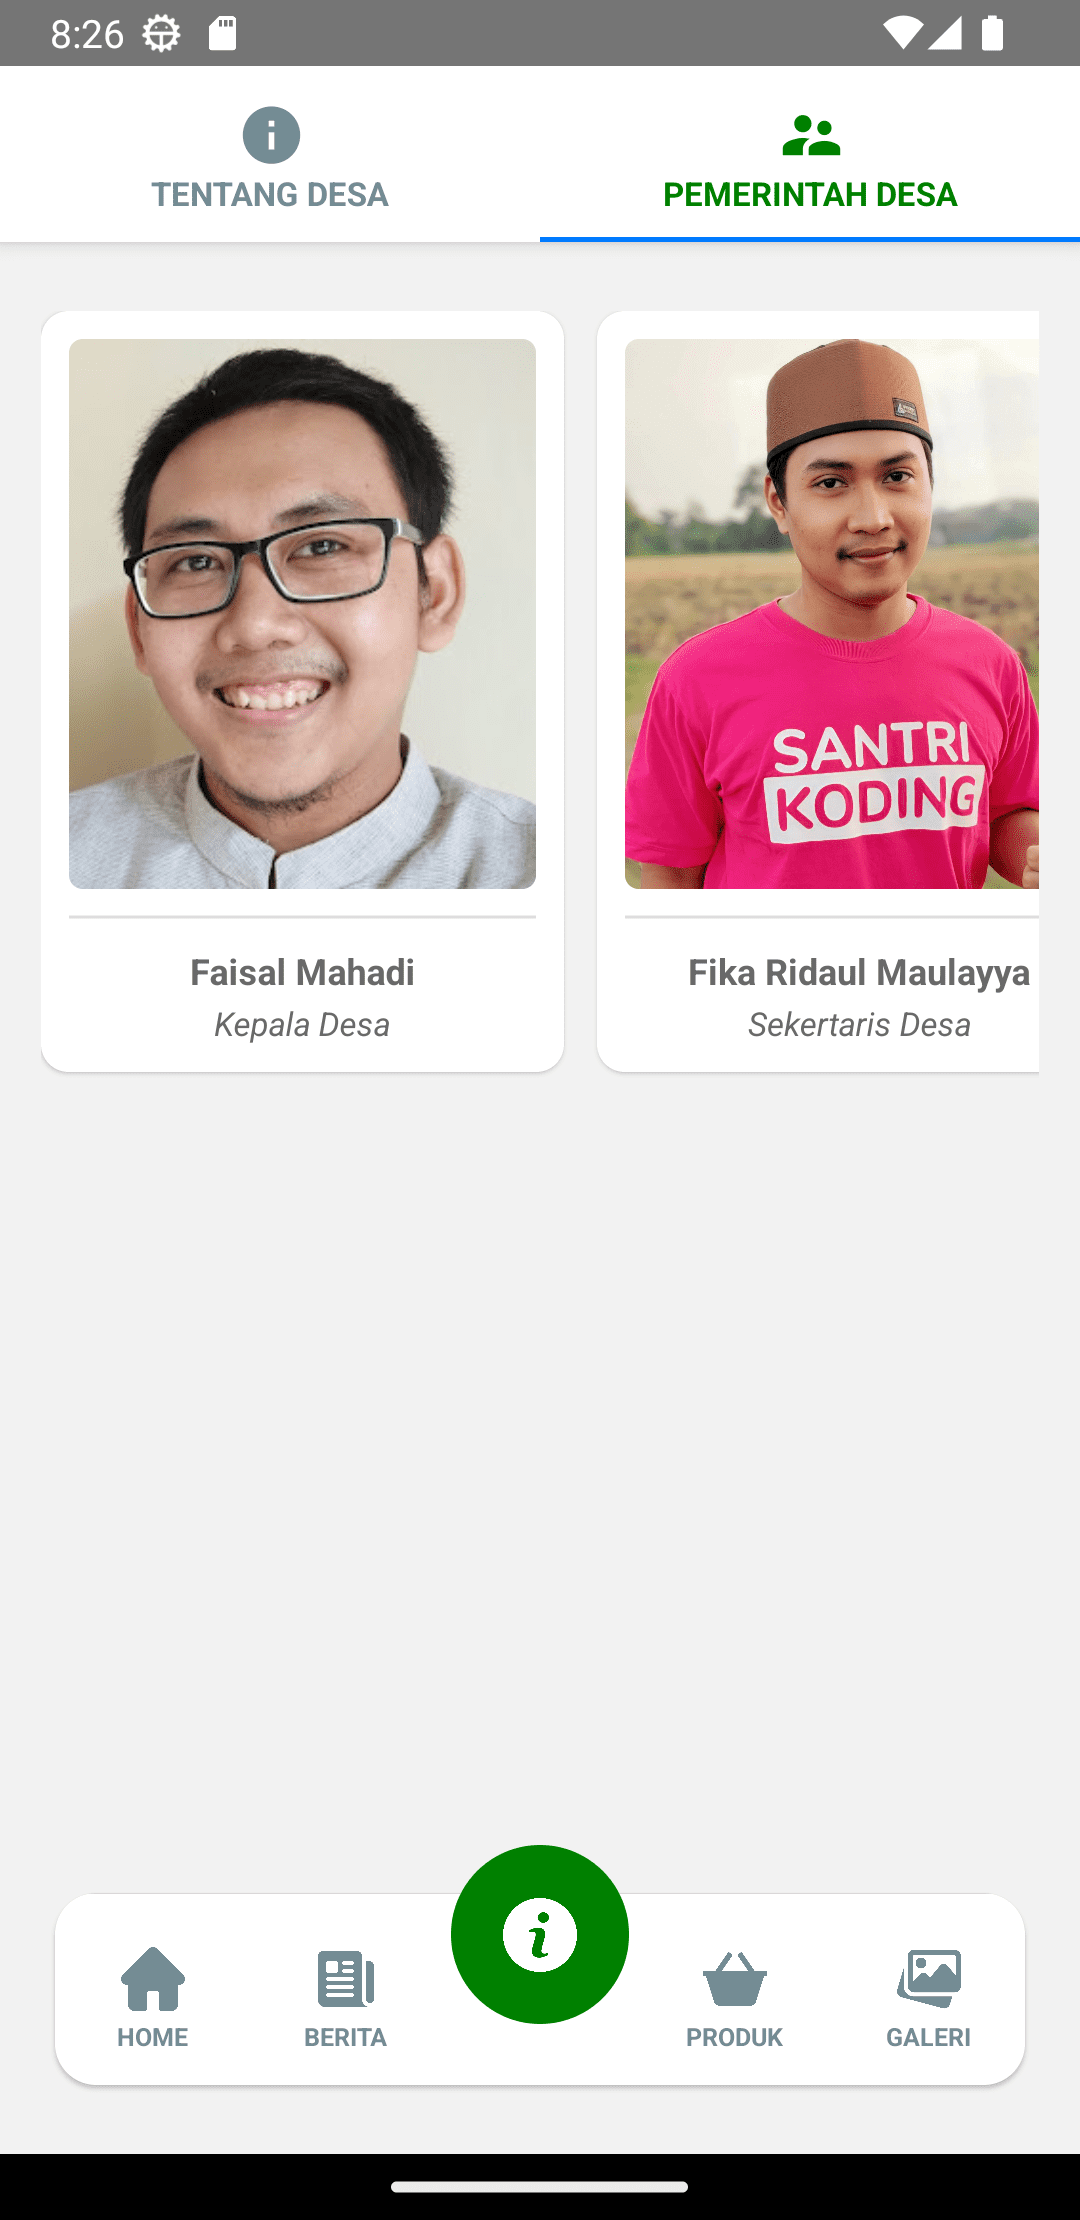 8:26
TENTANG DESA
PEMERINTAH DESA
SANTRI
KODING
Faisal Mahadi
Kepala Desa
Fika Ridaul Maulayya
Sekertaris Desa
HOME
BERITA
PRODUK
GALERI